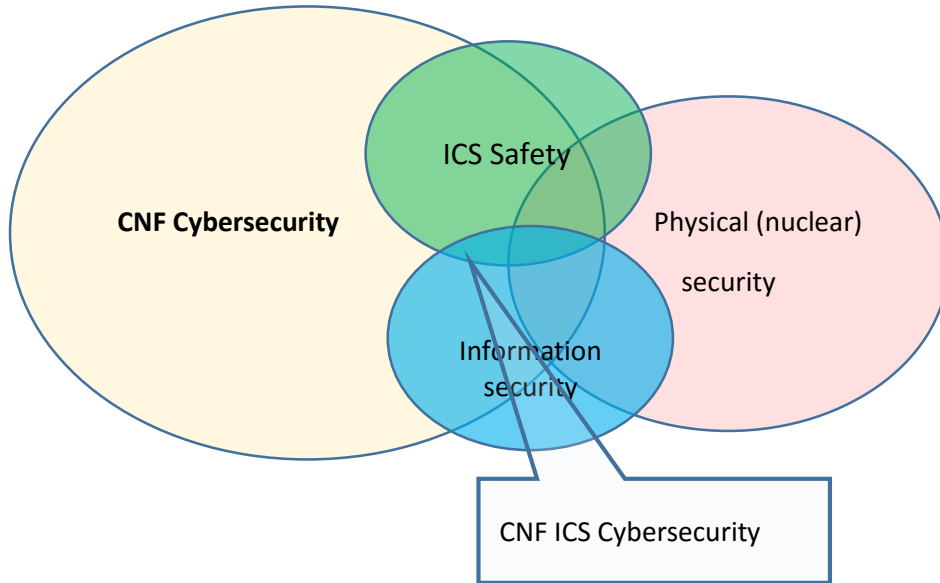 ICS Safety
CNF Cybersecurity
Physical (nuclear)
security
Information
security
CNF ICS Cybersecurity